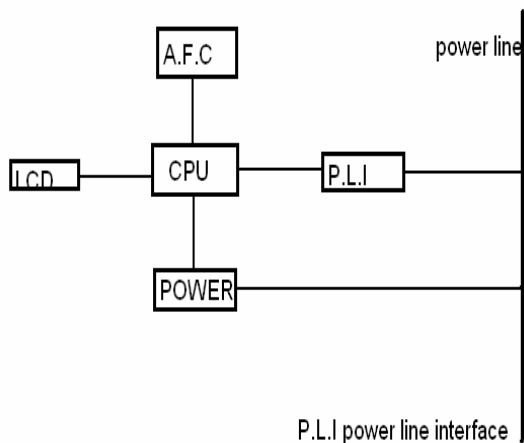 A.F.C
power line
LCD
CPU
P.L.I
POWER
P.L.I power line interface